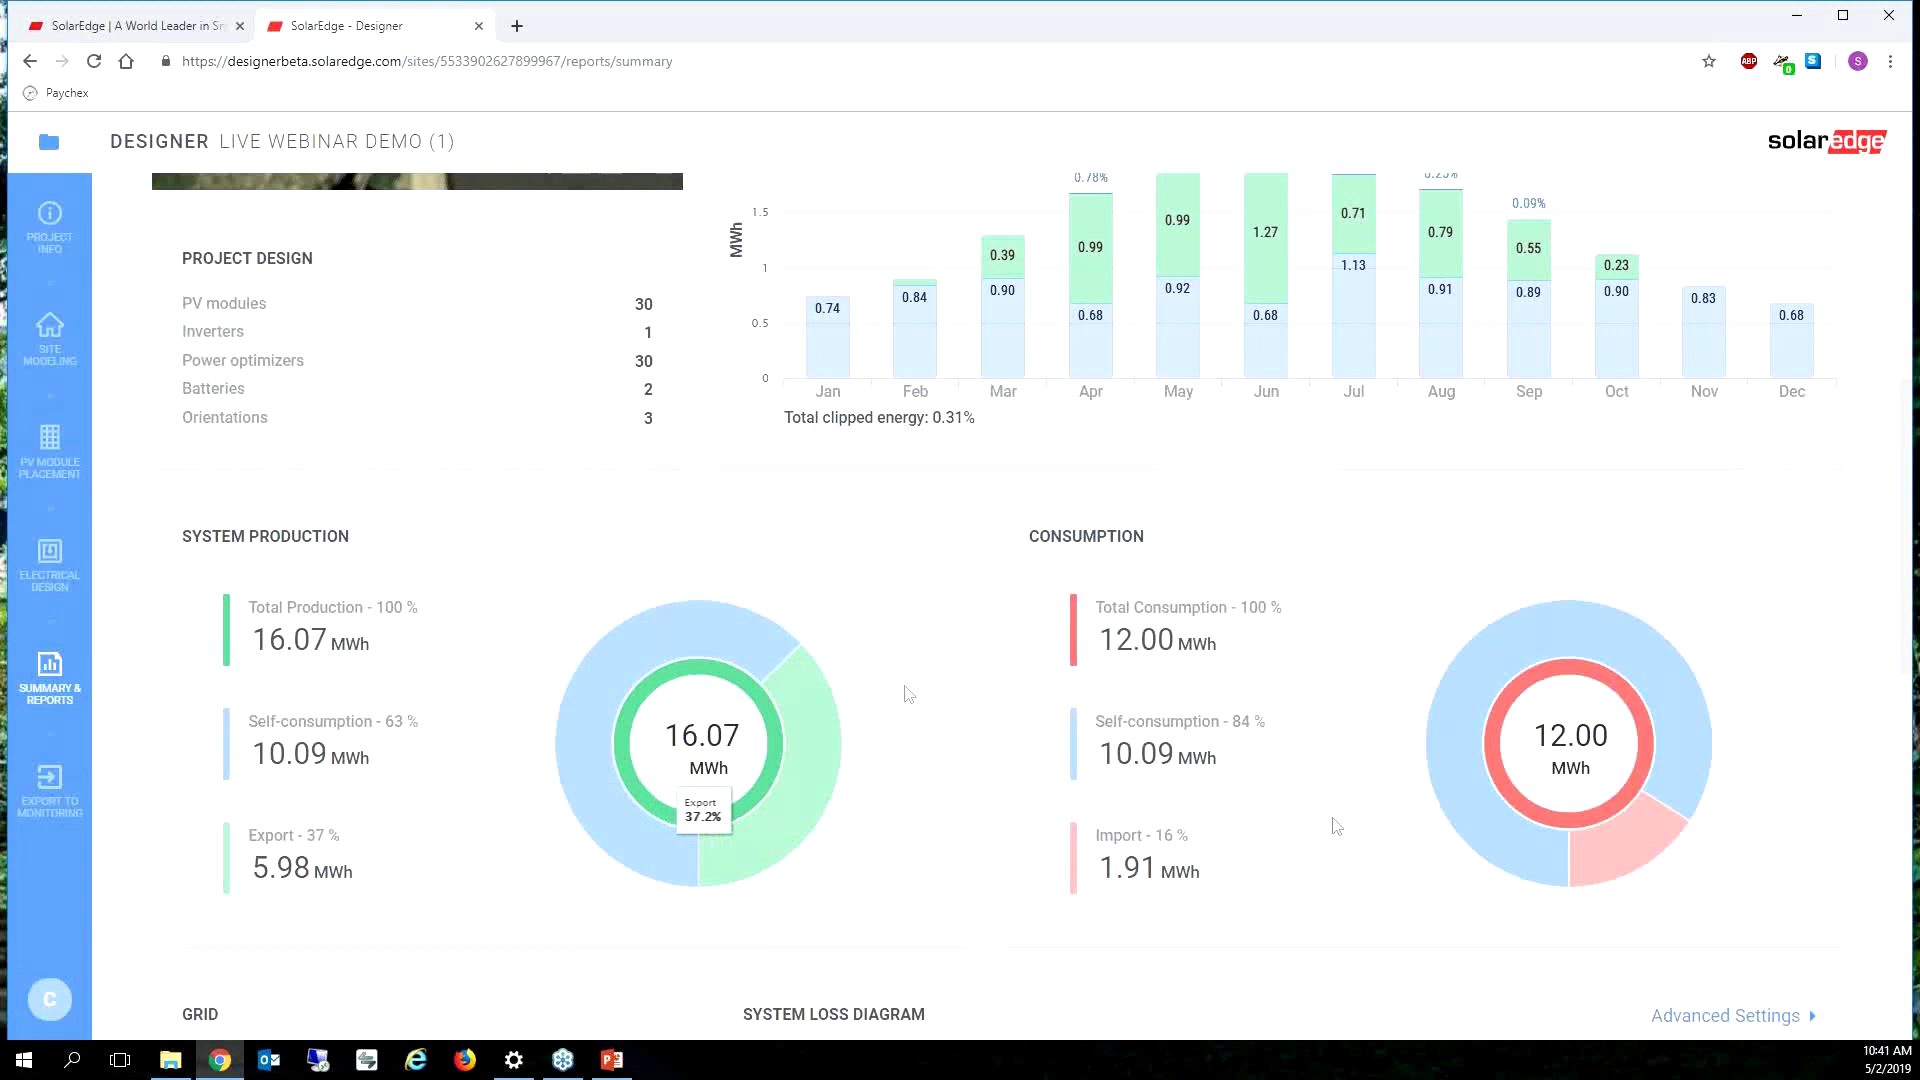 SolarEdge | A World Leader in Sm
SolarEdge - Designer
https://designerbeta.solaredge.com/sites/5533902627899967/reports/summary
ABP
0
S
S
Paychex
DESIGNER LIVE WEBINAR DEMO (1)
solaredge
PROJECT
INFO
SITE
MODELING
PV MODULE
PLACEMENT
ELECTRICAL
DESIGN
SUMMARY &
REPORTS
EXPORT TO
MONITORING
C
PROJECT DESIGN
PV modules 30
Inverters 1
Power optimizers 30
Batteries 2
Orientations 3
MWh
1.5
1
0.5
0
0.78%
0.25%
0.09%
0.39
0.99
0.99
1.27
0.71
0.79
0.55
0.23
0.74
0.84
0.90
0.68
0.92
0.68
1.13
0.91
0.89
0.90
0.83
0.68
Jan Feb Mar Apr May Jun Jul Aug Sep Oct Nov Dec
Total clipped energy: 0.31%
SYSTEM PRODUCTION
Total Production - 100 %
16.07 MWh
Self-consumption - 63 %
10.09 MWh
Export - 37 %
5.98 MWh
16.07
MWh
Export
37.2%
CONSUMPTION
Total Consumption - 100 %
12.00 MWh
Self-consumption - 84 %
10.09 MWh
Import - 16 %
1.91 MWh
12.00
MWh
GRID
SYSTEM LOSS DIAGRAM
Advanced Settings
10:41 AM
5/2/2019